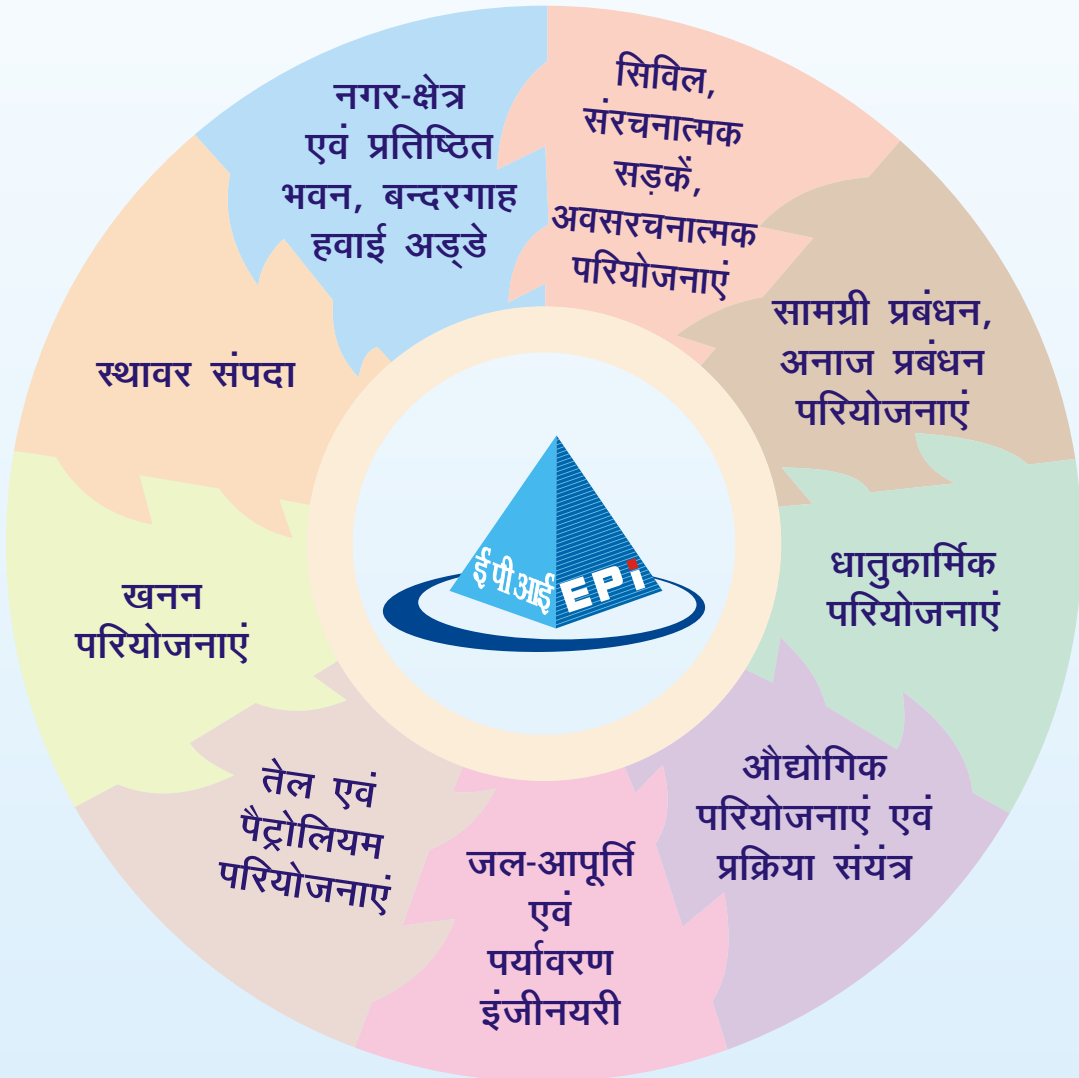 नगर-क्षेत्र
एवं प्रतिष्ठित
भवन, बन्दरगाह
हवाई अड्डे
सिविल,
संरचनात्मक
सड़कें,
अवसरचनात्मक
परियोजनाएं
सामग्री प्रबंधन,
अनाज प्रबंधन
परियोजनाएं
धातुकार्मिक
परियोजनाएं
औद्योगिक
परियोजनाएं एवं
प्रक्रिया संयंत्र
जल-आपूर्ति
एवं
पर्यावरण
इंजीनयरी
तेल एवं
पैट्रोलियम
परियोजनाएं
खनन
परियोजनाएं
स्थावर संपदा
ई पी आई EPi